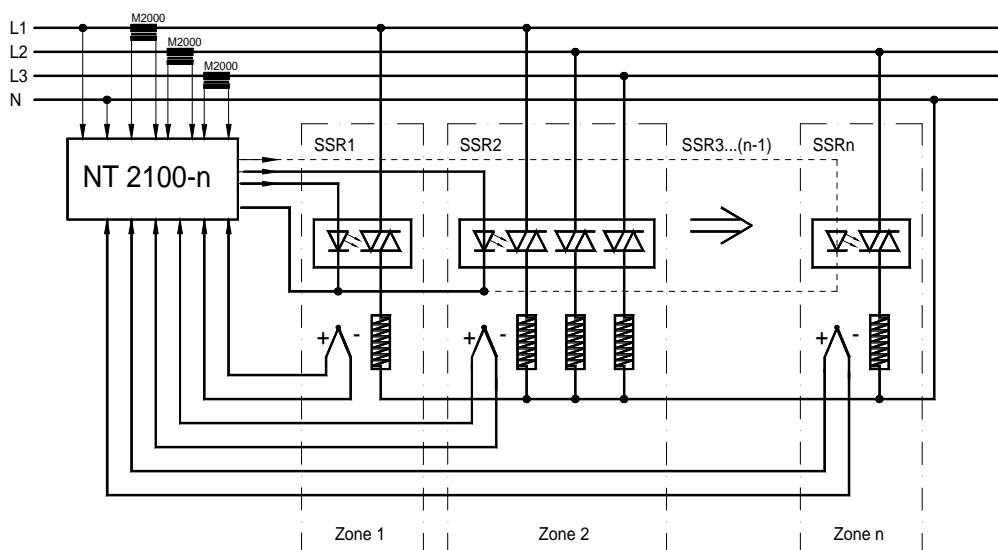 M2000
L1
M2000
L2
M2000
L3
N
SSR1
SSR2
SSR3...(n-1)
SSRn
NT 2100-n
+ -
+ -
+ -
Zone 1
Zone 2
Zone n